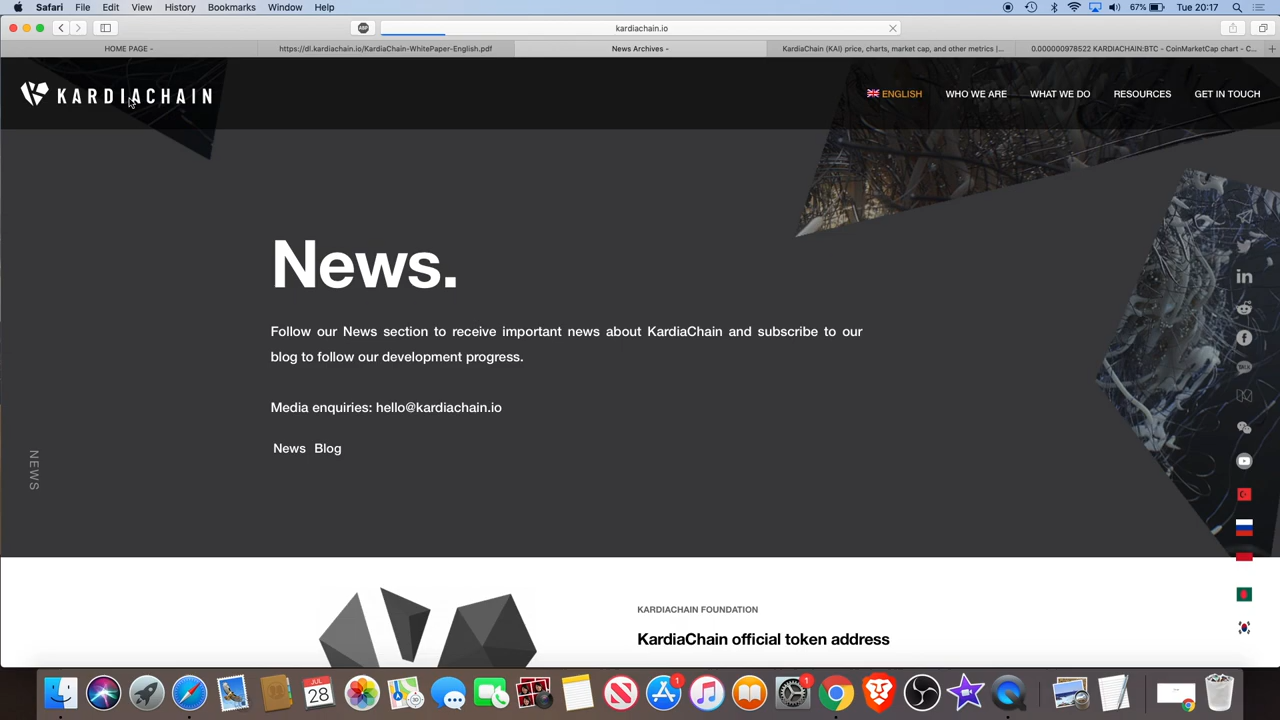 Safari File Edit View History Bookmarks Window Help 67% Tue 20:17
kardiachain.io
HOME PAGE - https://dl.kardiachain.io/KardiaChain-WhitePaper-English.pdf News Archives - KardiaChain (KAI) price, charts, market cap, and other metrics |... 0.000000978522 KARDIACHAIN:BTC - CoinMarketCap chart - C...
KARDIACHAIN ENGLISH WHO WE ARE WHAT WE DO RESOURCES GET IN TOUCH
News.
Follow our News section to receive important news about KardiaChain and subscribe to our
blog to follow our development progress.
Media enquiries: hello@kardiachain.io
News Blog
NEWS
KARDIACHAIN FOUNDATION
KardiaChain official token address
JUL
28
1
1